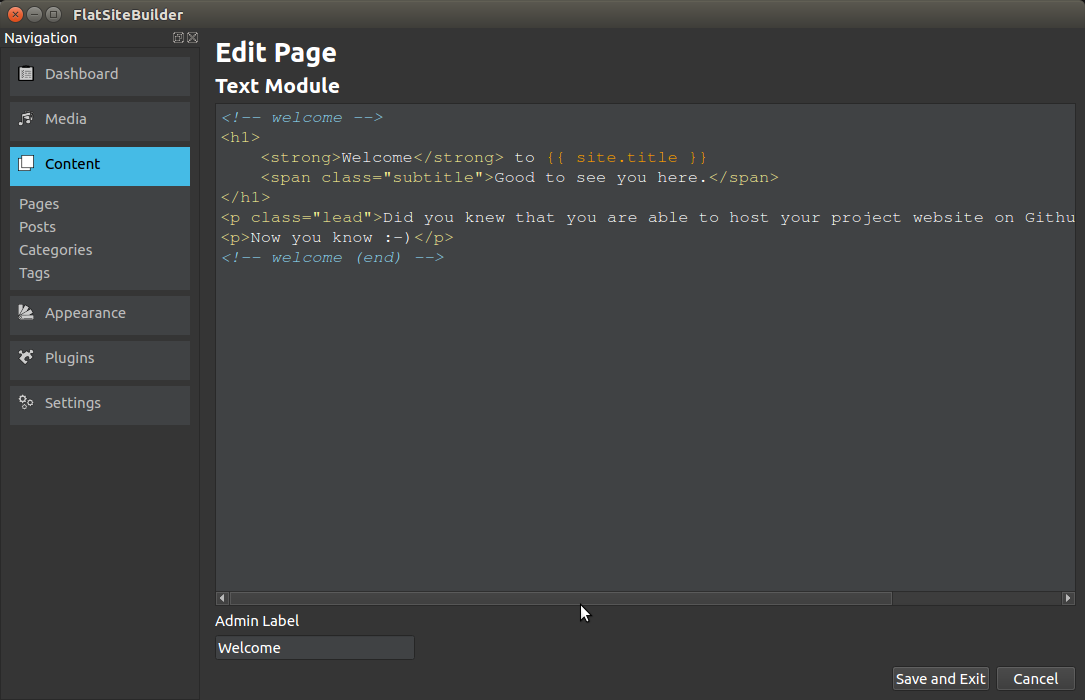 FlatSiteBuilder
Navigation
Dashboard
Media
Content
Pages
Posts
Categories
Tags
Appearance
Plugins
Settings
Edit Page
Text Module
<!-- welcome -->
<h1>
    <strong>Welcome</strong> to {{ site.title }}
    <span class="subtitle">Good to see you here.</span>
</h1>
<p class="lead">Did you knew that you are able to host your project website on Githu
<p>Now you know :-)</p>
<!-- welcome (end) -->
Admin Label
Welcome
Save and Exit
Cancel